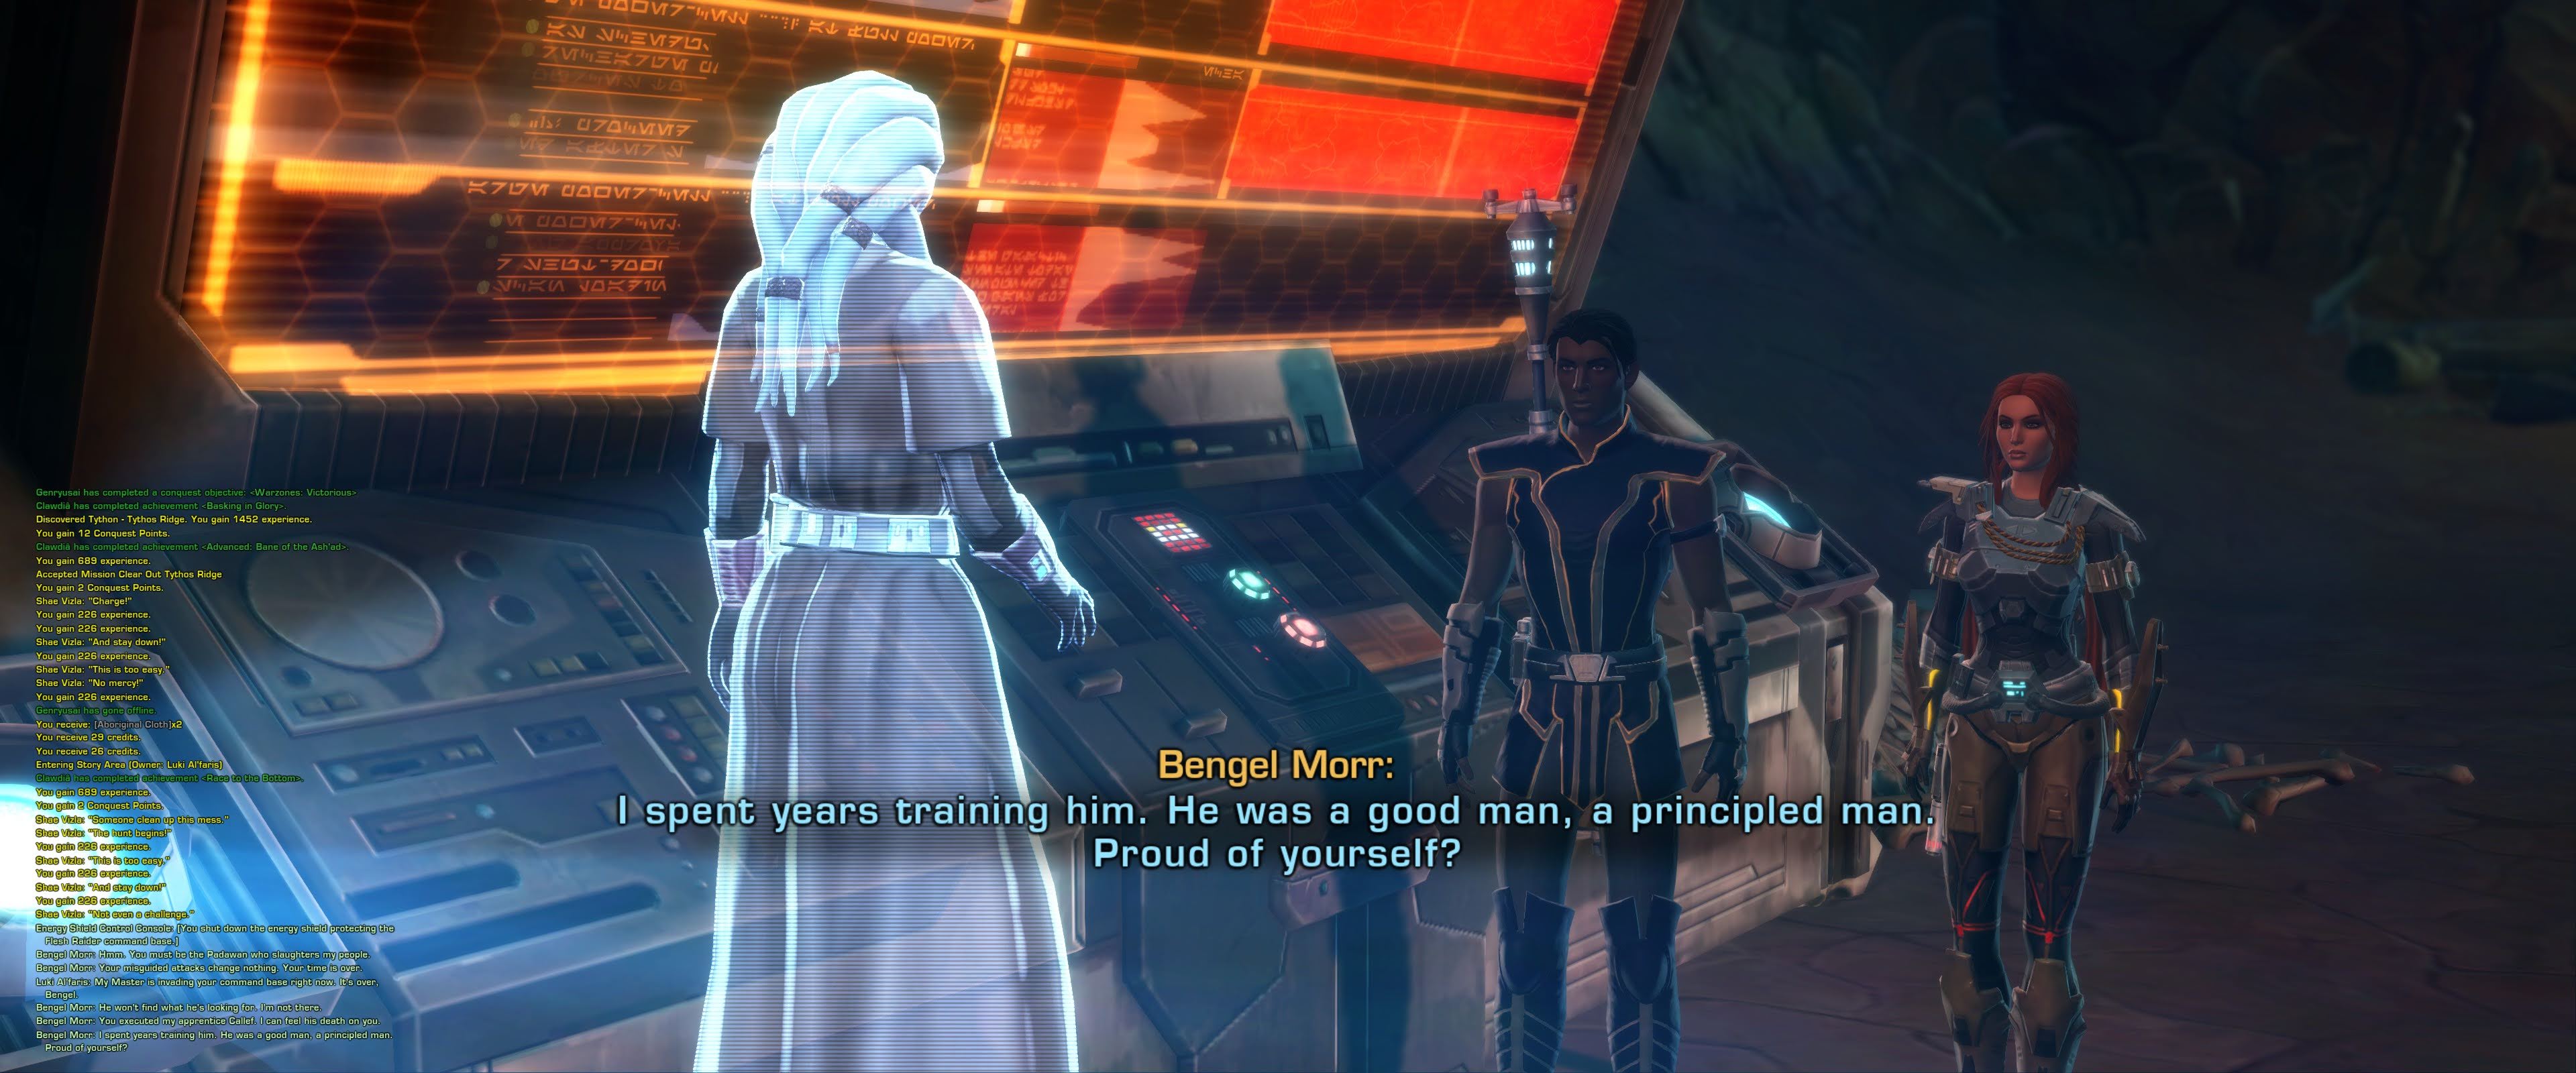 Genryusai has completed a conquest objective: <Warzones: Victorious>
Clawdiä has completed achievement <Basking in Glory>.
Discovered Tython - Tythos Ridge. You gain 1452 experience.
You gain 12 Conquest Points.
Clawdiä has completed achievement <Advanced: Bane of the Ash'ad>.
You gain 689 experience.
Accepted Mission Clear Out Tythos Ridge
You gain 2 Conquest Points.
Shae Vizla: "Charge!"
You gain 226 experience.
You gain 226 experience.
Shae Vizla: "And stay down!"
You gain 226 experience.
Shae Vizla: "This is too easy."
Shae Vizla: "No mercy!"
You gain 226 experience.
Genryusai has gone offline.
You receive: [Aboriginal Cloth]x2
You receive 29 credits.
You receive 26 credits.
Entering Story Area (Owner: Luki Al'faris)
Clawdiä has completed achievement <Race to the Bottom>.
You gain 689 experience.
You gain 2 Conquest Points.
Shae Vizla: "Someone clean up this mess."
Shae Vizla: "The hunt begins!"
You gain 226 experience.
Shae Vizla: "This is too easy."
You gain 226 experience.
Shae Vizla: "And stay down!"
You gain 226 experience.
Shae Vizla: "Not even a challenge."
Energy Shield Control Console: [You shut down the energy shield protecting the
Flesh Raider command base.]
Bengel Morr: Hmm. You must be the Padawan who slaughters my people.
Bengel Morr: Your misguided attacks change nothing. Your time is over.
Luki Al'faris: My Master is invading your command base right now. It's over,
Bengel.
Bengel Morr: He won't find what he's looking for. I'm not there.
Bengel Morr: You executed my apprentice Callef. I can feel his death on you.
Bengel Morr: I spent years training him. He was a good man, a principled man.
Proud of yourself?
Bengel Morr:
I spent years training him. He was a good man, a principled man.
Proud of yourself?